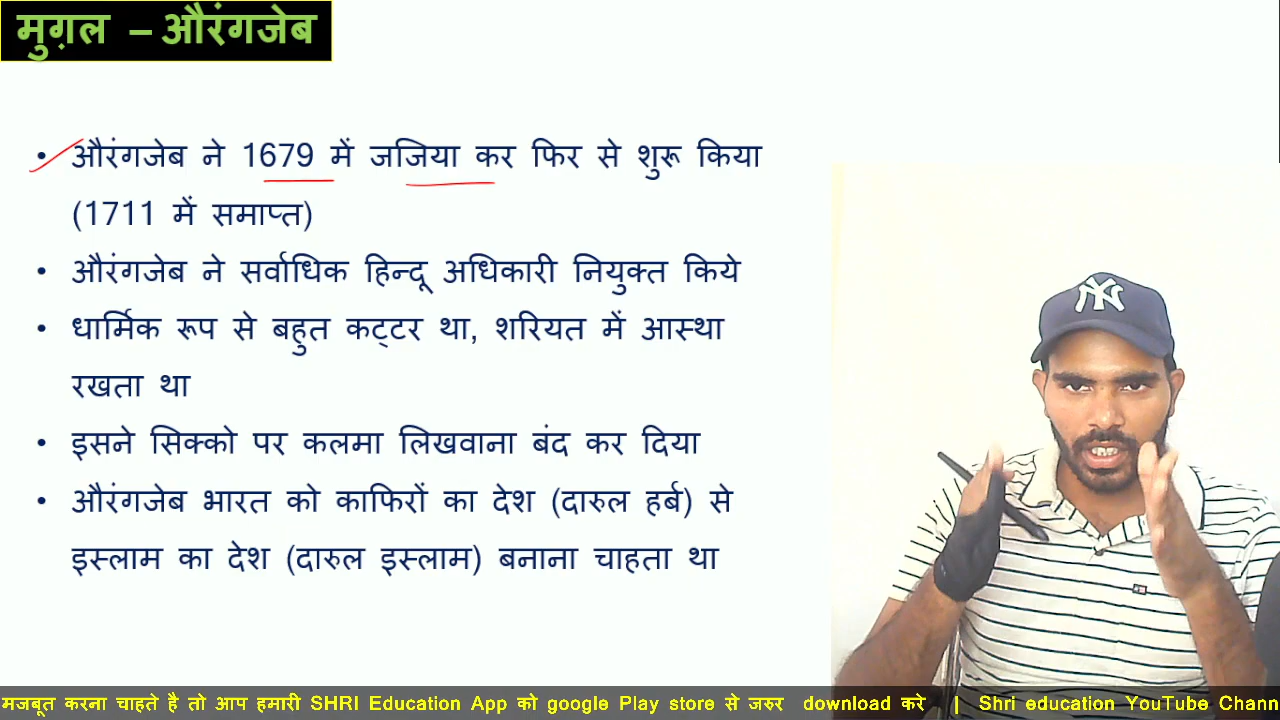 मुग़ल – औरंगजेब
• औरंगजेब ने 1679 में जजिया कर फिर से शुरू किया
(1711 में समाप्त)
• औरंगजेब ने सर्वाधिक हिन्दू अधिकारी नियुक्त किये
• धार्मिक रूप से बहुत कट्टर था, शरियत में आस्था
रखता था
• इसने सिक्को पर कलमा लिखवाना बंद कर दिया
• औरंगजेब भारत को काफिरों का देश (दारुल हर्ब) से
इस्लाम का देश (दारुल इस्लाम) बनाना चाहता था
NY
मजबूत करना चाहते है तो आप हमारी SHRI Education App को google Play store से जरुर download करे | Shri education YouTube Chann